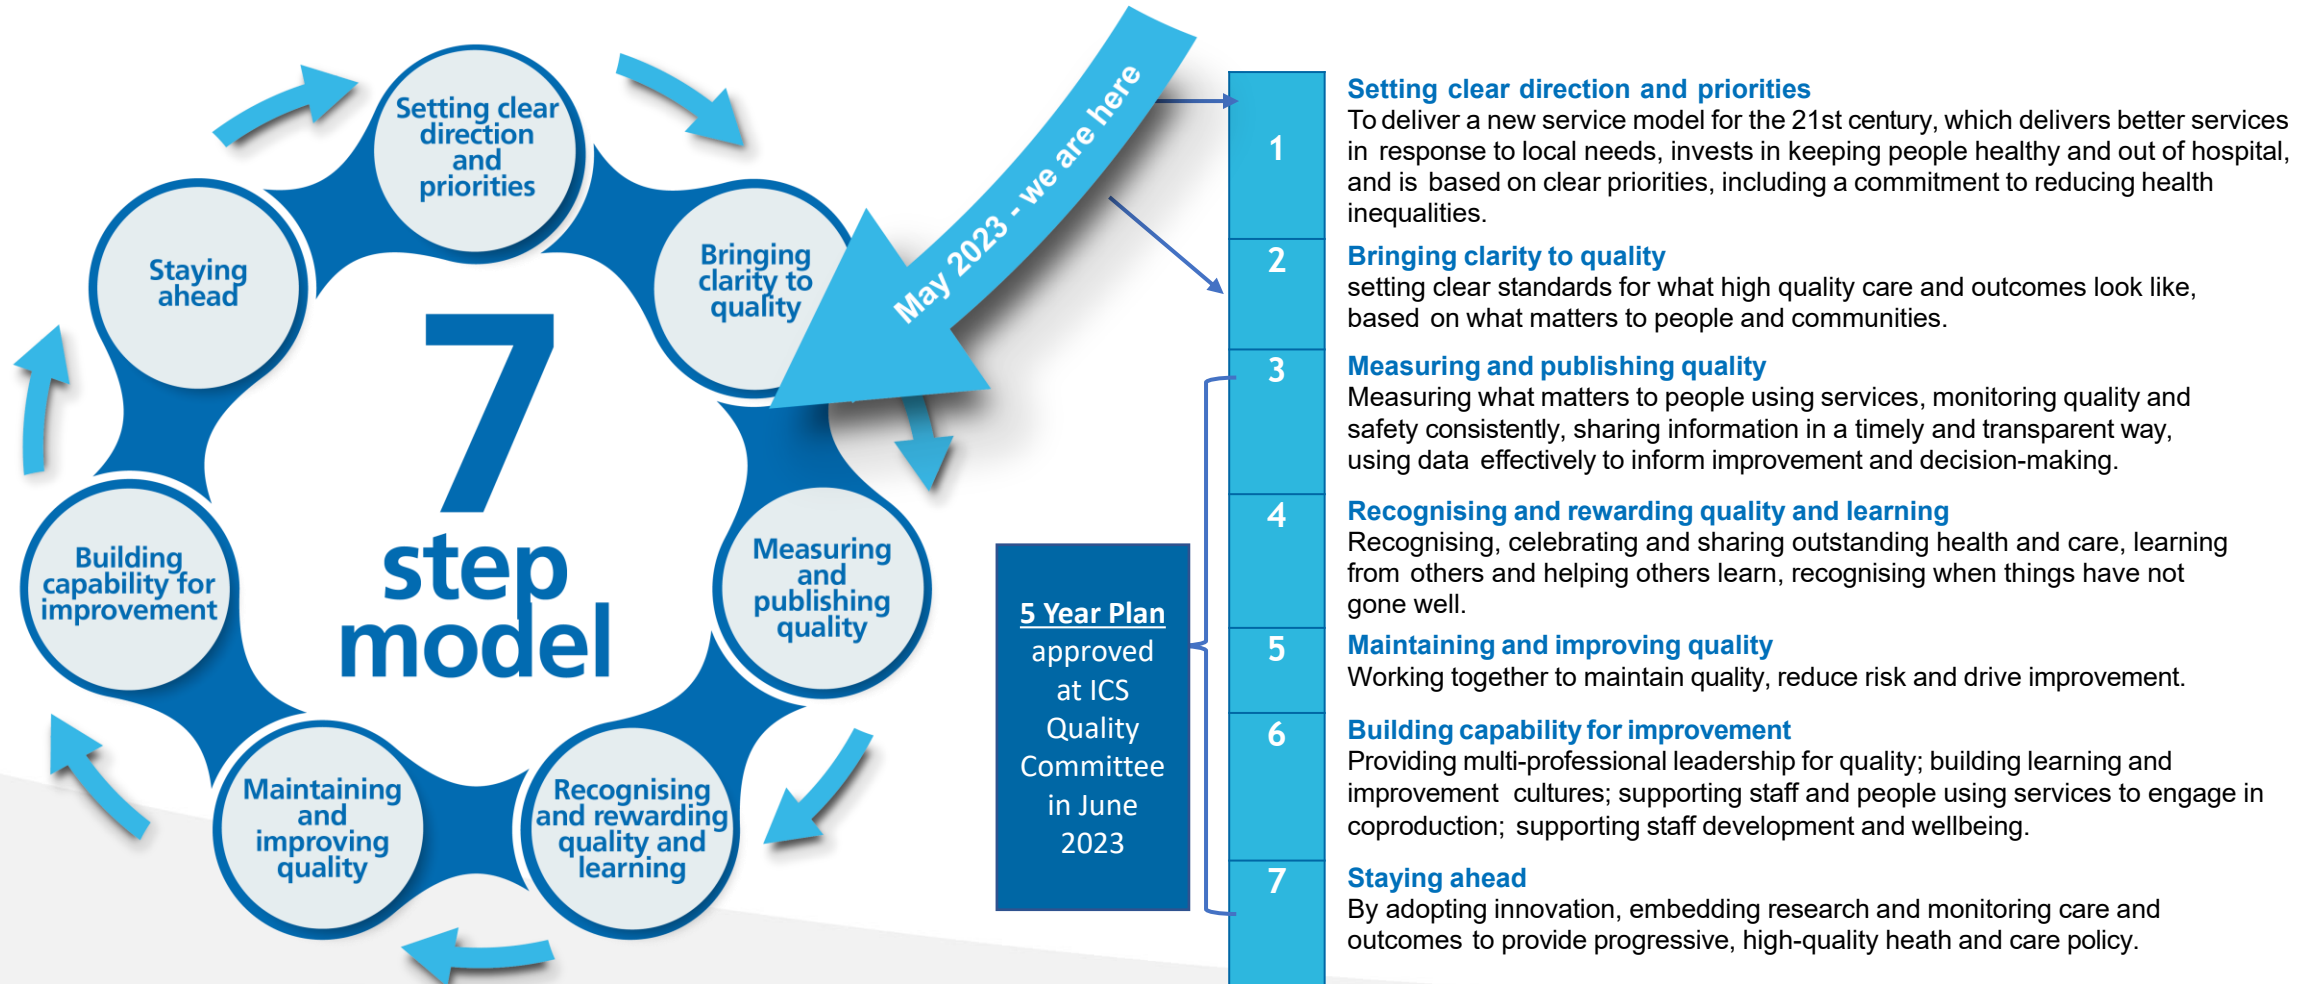 Setting clear
direction
and
priorities
Bringing
clarity to
quality
Measuring
and
publishing
quality
Recognising
and rewarding
quality and
learning
Maintaining
and
improving
quality
Building
capability for
improvement
Staying
ahead
7
step
model
May 2023 - we are here
5 Year Plan
approved
at ICS
Quality
Committee
in June
2023
1
Setting clear direction and priorities
To deliver a new service model for the 21st century, which delivers better services
in response to local needs, invests in keeping people healthy and out of hospital,
and is based on clear priorities, including a commitment to reducing health
inequalities.
2
Bringing clarity to quality
setting clear standards for what high quality care and outcomes look like,
based on what matters to people and communities.
3
Measuring and publishing quality
Measuring what matters to people using services, monitoring quality and
safety consistently, sharing information in a timely and transparent way,
using data effectively to inform improvement and decision-making.
4
Recognising and rewarding quality and learning
Recognising, celebrating and sharing outstanding health and care, learning
from others and helping others learn, recognising when things have not
gone well.
5
Maintaining and improving quality
Working together to maintain quality, reduce risk and drive improvement.
6
Building capability for improvement
Providing multi-professional leadership for quality; building learning and
improvement cultures; supporting staff and people using services to engage in
coproduction; supporting staff development and wellbeing.
7
Staying ahead
By adopting innovation, embedding research and monitoring care and
outcomes to provide progressive, high-quality heath and care policy.